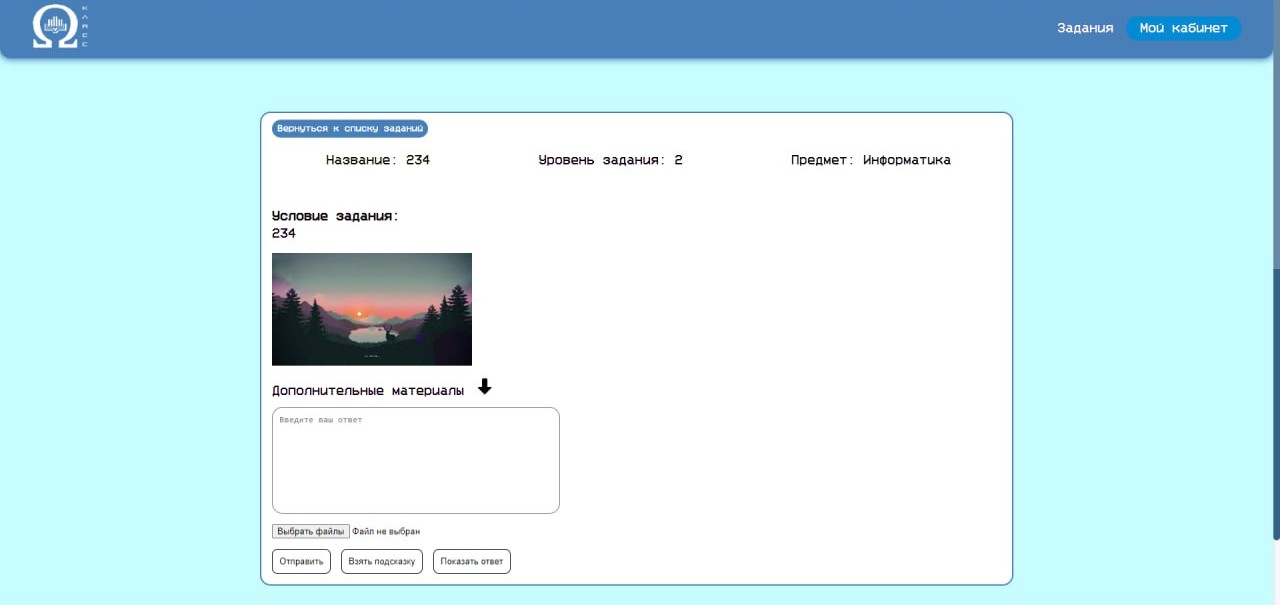 Задания
Мой кабинет
Вернуться к списку заданий
Название: 234
Уровень задания: 2
Предмет: Информатика
Условие задания:
234
Дополнительные материалы
Введите ваш ответ
Выбрать файлы Файл не выбран
Отправить
Взять подсказку
Показать ответ